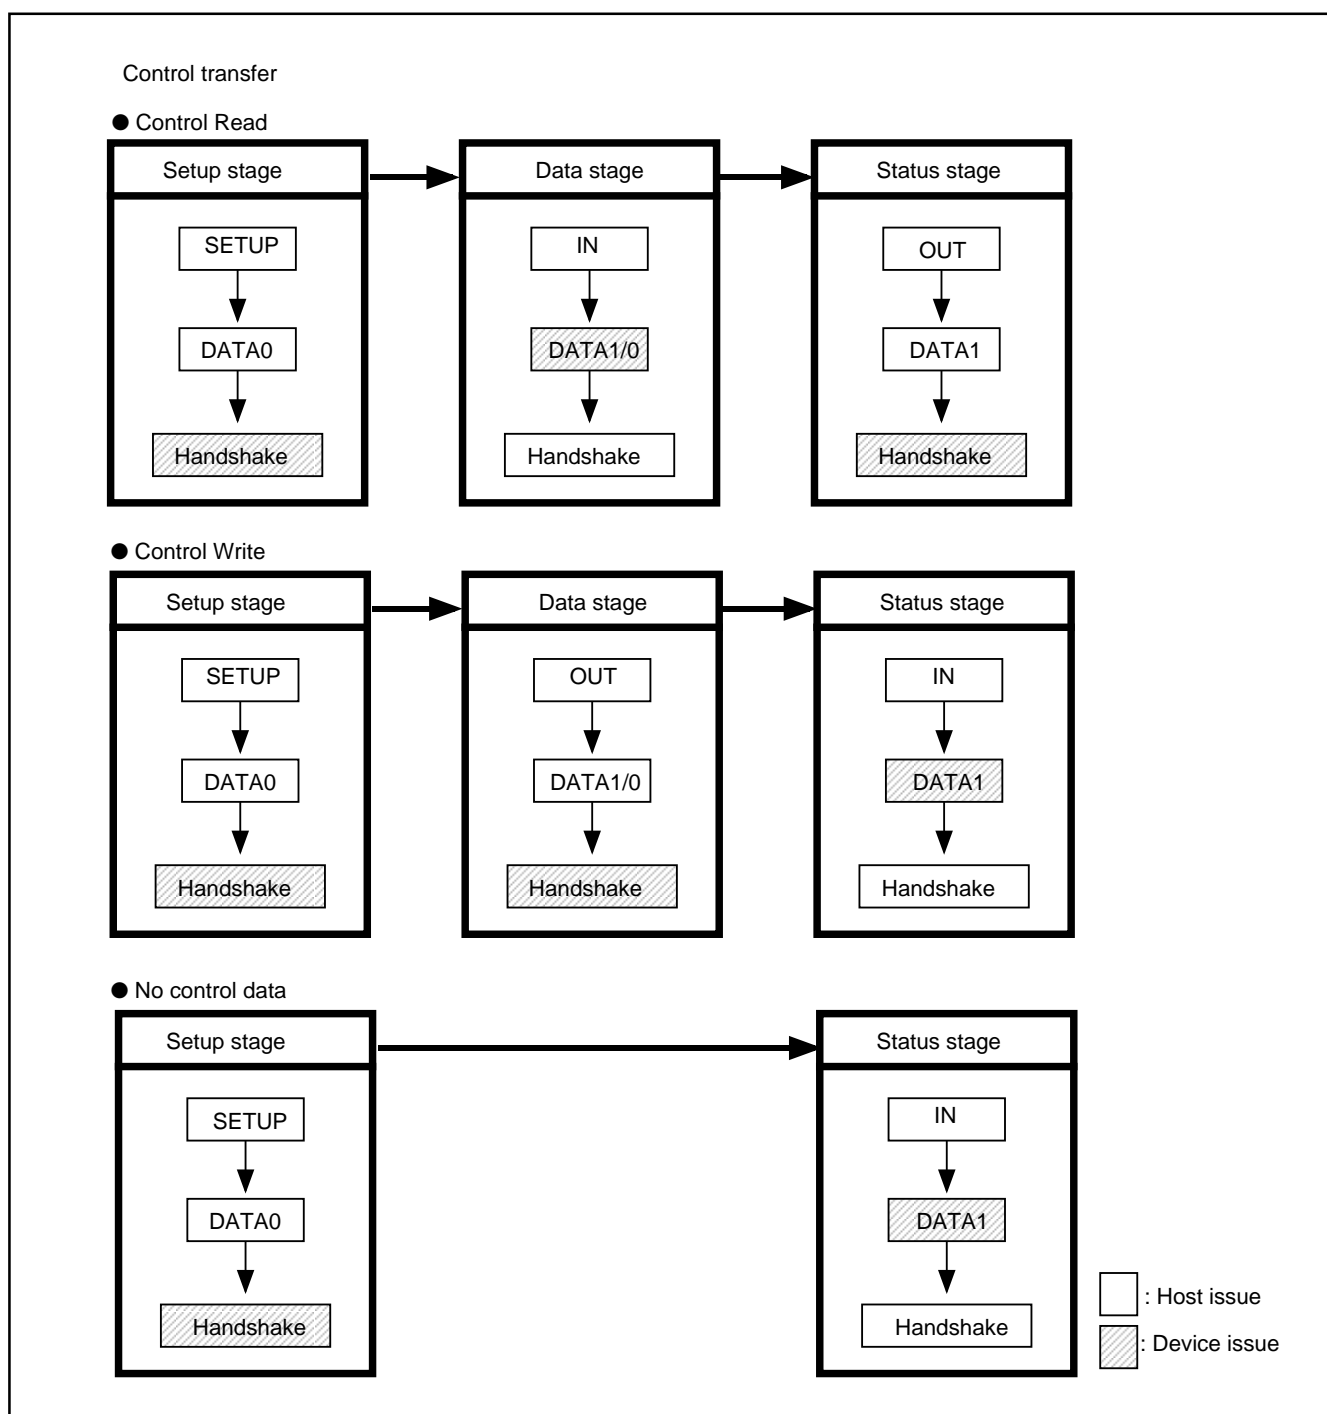 Control transfer
● Control Read
Setup stage Data stage Status stage
SETUP IN OUT
DATA0 DATA1/0 DATA1
Handshake Handshake Handshake
● Control Write
Setup stage Data stage Status stage
SETUP OUT IN
DATA0 DATA1/0 DATA1
Handshake Handshake Handshake
● No control data
Setup stage Status stage
SETUP IN
DATA0 DATA1
Handshake Handshake
: Host issue
: Device issue